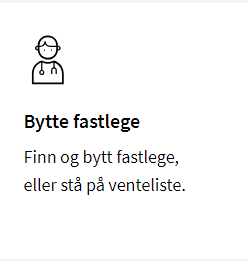 Bytte fastlege
Finn og bytt fastlege,
eller stå på venteliste.